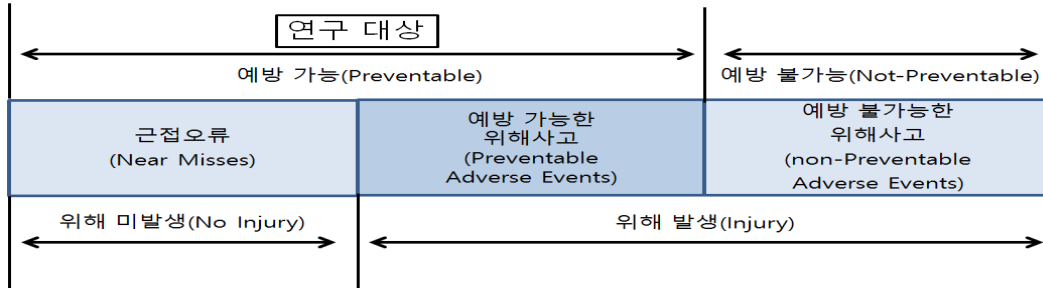 연구 대상
예방 가능(Preventable)
예방 불가능(Not-Preventable)
근접오류
(Near Misses)
예방 가능한
위해사고
(Preventable
Adverse Events)
예방 불가능한
위해사고
(non-Preventable
Adverse Events)
위해 미발생(No Injury)
위해 발생(Injury)